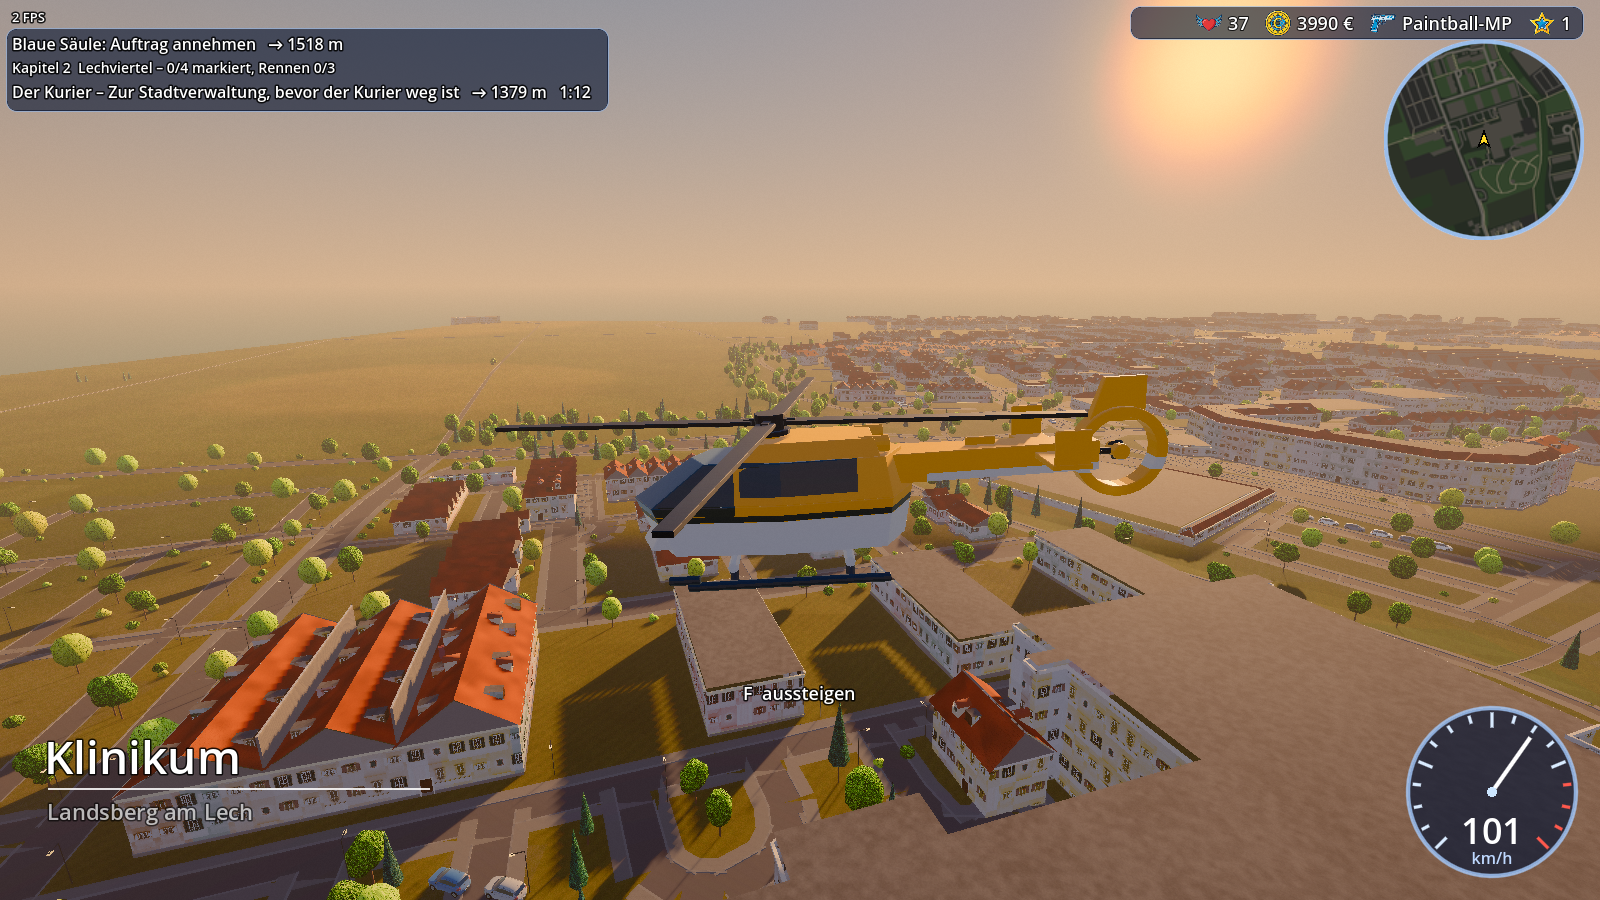 2 FPS
Blaue Säule: Auftrag annehmen → 1518 m
Kapitel 2 Lechviertel – 0/4 markiert, Rennen 0/3
Der Kurier – Zur Stadtverwaltung, bevor der Kurier weg ist → 1379 m 1:12
37 3990 € Paintball-MP 1
F aussteigen
Klinikum
Landsberg am Lech
101
km/h